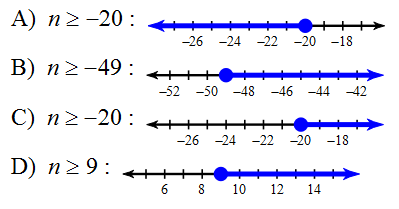 A) n ≥ –20 :
–26 –24 –22 –20 –18
B) n ≥ –49 :
–52 –50 –48 –46 –44 –42
C) n ≥ –20 :
–26 –24 –22 –20 –18
D) n ≥ 9 :
6 8 10 12 14